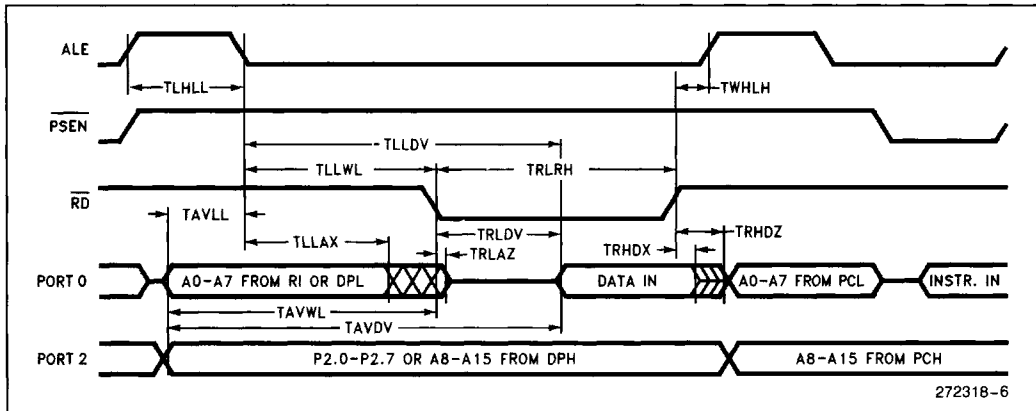 ALE
TLHLL
TWHLH
PSEN
TLLDV
TLLWL
TRLRH
RD
TAVLL
TLLAX
TRLDV
TRLAZ
TRHDX
TRHDZ
PORT 0
A0-A7 FROM RI OR DPL
DATA IN
A0-A7 FROM PCL
INSTR. IN
TAVWL
TAVDV
PORT 2
P2.0-P2.7 OR A8-A15 FROM DPH
A8-A15 FROM PCH
272318-6